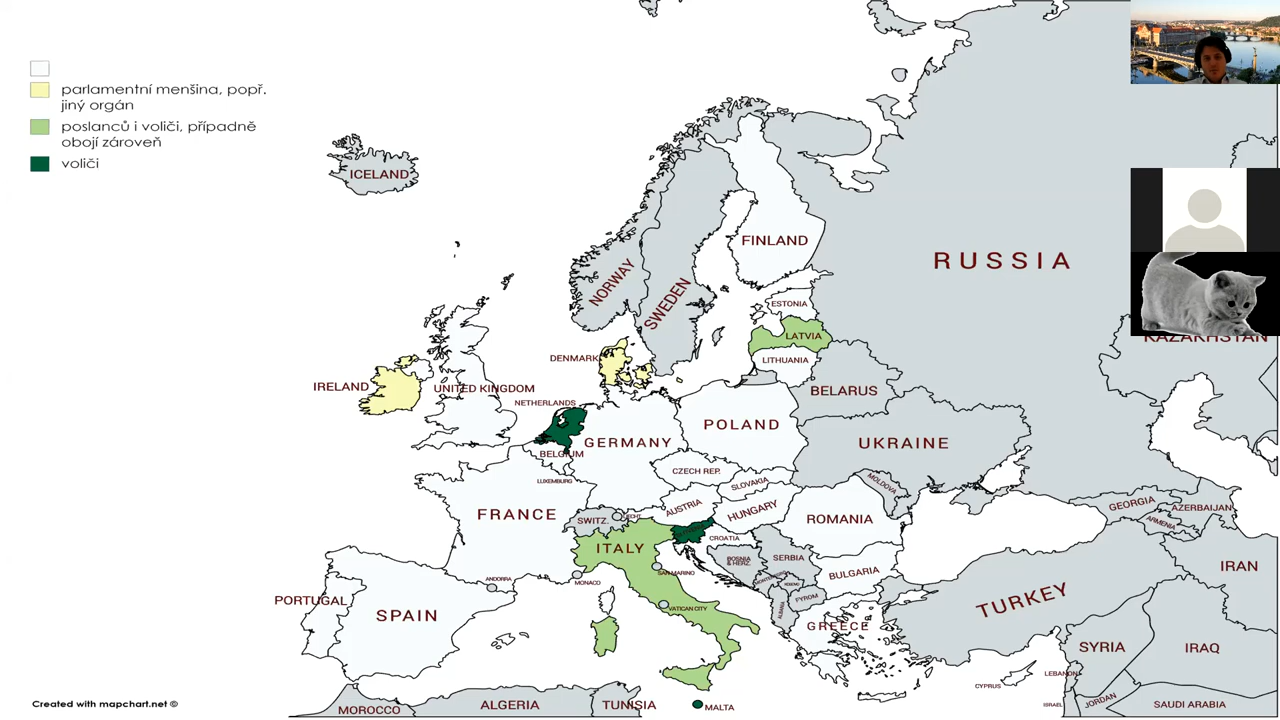 parlamentní menšina, popř.
jiný orgán
poslanců i voliči, případně
obojí zároveň
voliči
ICELAND
FINLAND
RUSSIA
NORWAY
SWEDEN
ESTONIA
LATVIA
KAZAKHSTAN
LITHUANIA
DENMARK
IRELAND
UNITED KINGDOM
BELARUS
NETHERLANDS
POLAND
GERMANY
UKRAINE
BELGIUM
LUXEMBURG
CZECH REP.
SLOVAKIA
MOLDOVA
AUSTRIA
HUNGARY
FRANCE
SWITZ.
ROMANIA
GEORGIA
AZERBAIJAN
ARMENIA
ITALY
CROATIA
SERBIA
BOSNIA
& HERZ.
SAN MARINO
BULGARIA
IRAN
MONACO
ANDORRA
FYROM
ALBANIA
PORTUGAL
SPAIN
VATICAN CITY
GREECE
TURKEY
SYRIA
IRAQ
LEBANON
CYPRUS
ISRAEL
JORDAN
SAUDI ARABIA
MOROCCO
ALGERIA
TUNISIA
MALTA
Created with mapchart.net ©